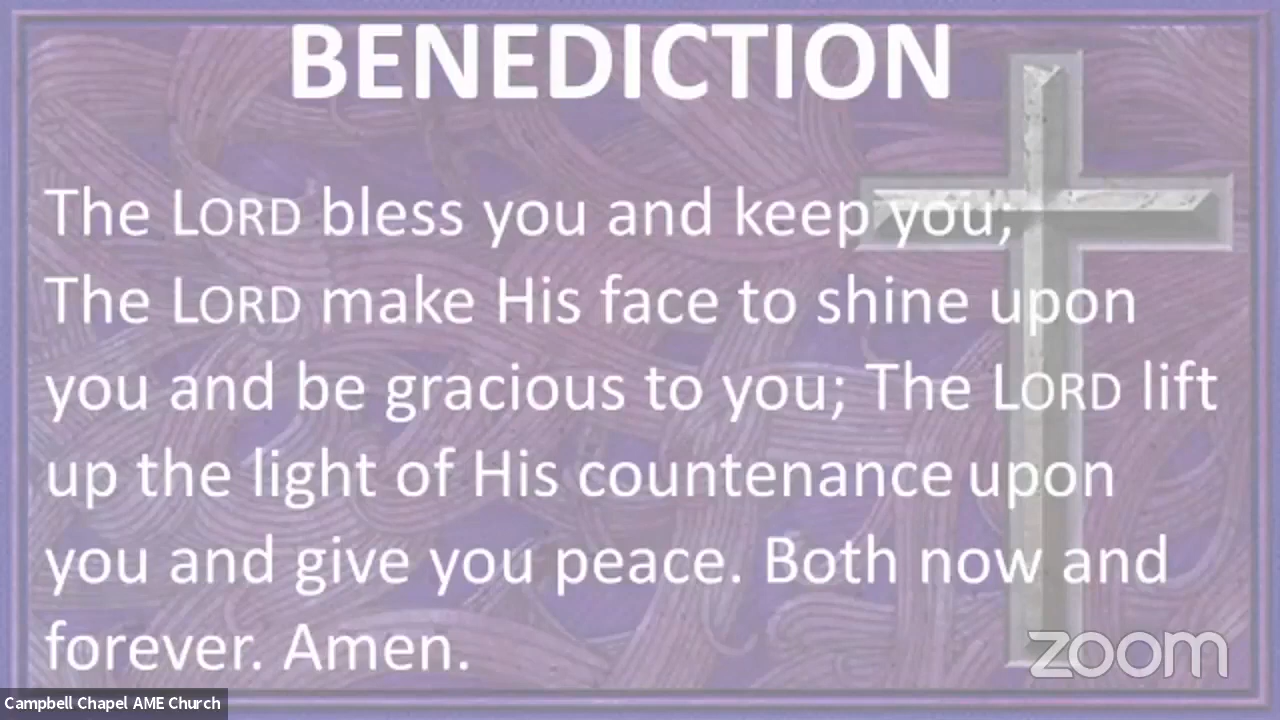 BENEDICTION
The LORD bless you and keep you;
The LORD make His face to shine upon
you and be gracious to you; The LORD lift
up the light of His countenance upon
you and give you peace. Both now and
forever. Amen.
zoom
Campbell Chapel AME Church